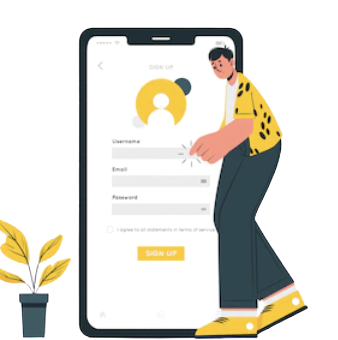 SIGN UP
Username
Email
Password
I agree to all statements in terms of service
SIGN UP